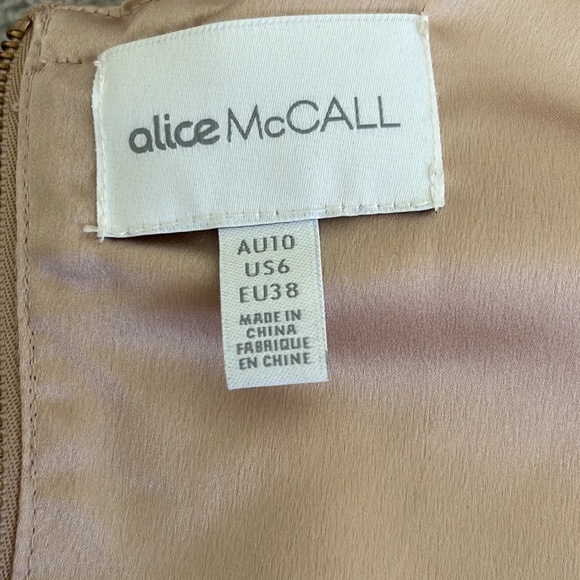 alice McCALL
AU10
US6
EU38
MADE IN
CHINA
FABRIQUE
EN CHINE